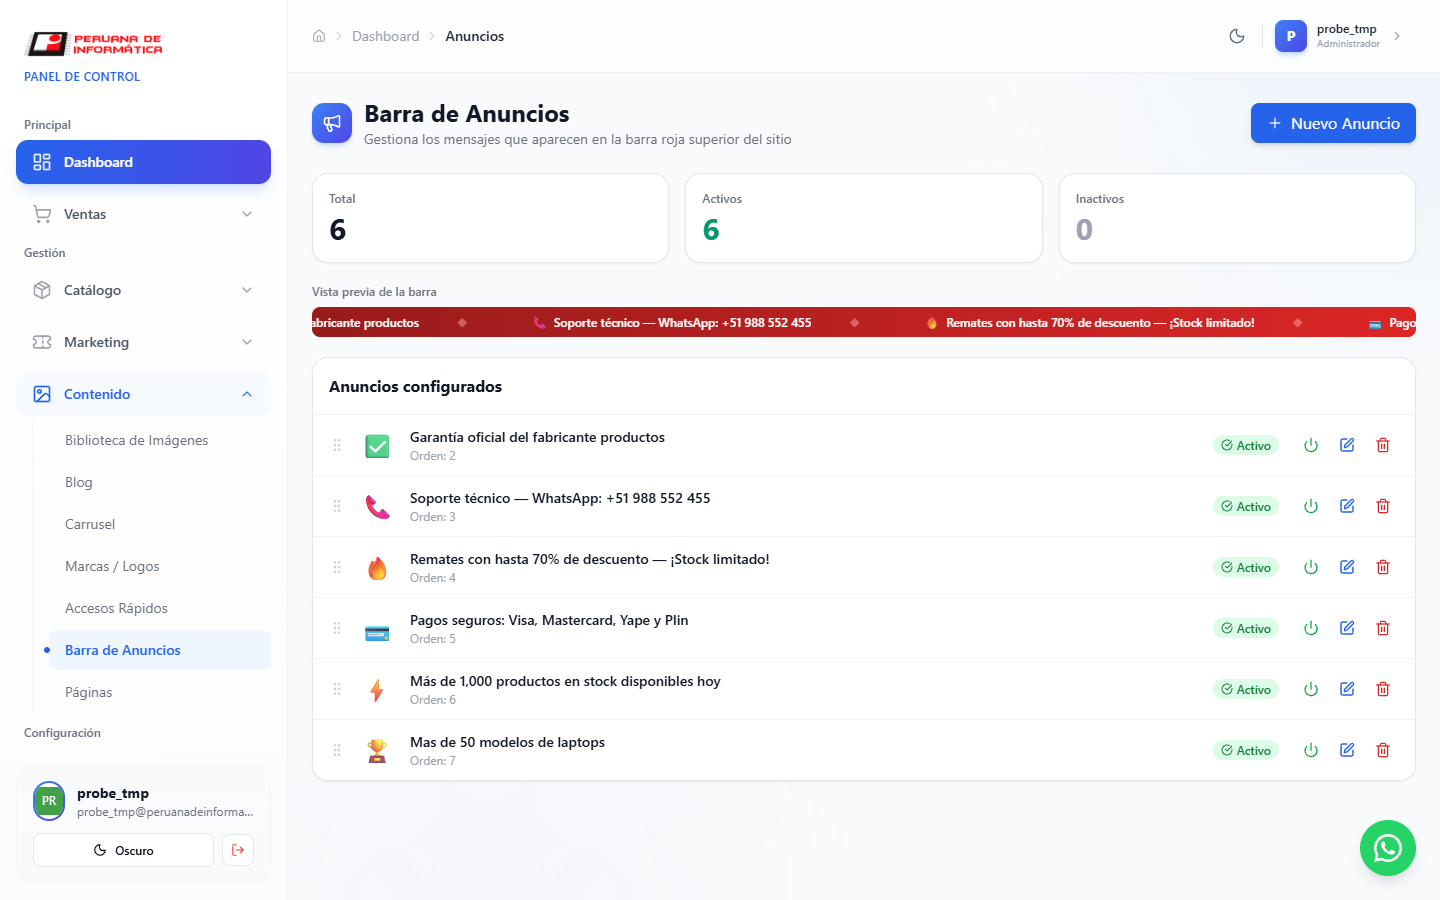 PERUANA DE
INFORMÁTICA
PANEL DE CONTROL
Principal
Dashboard
Ventas
Gestión
Catálogo
Marketing
Contenido
Biblioteca de Imágenes
Blog
Carrusel
Marcas / Logos
Accesos Rápidos
Barra de Anuncios
Páginas
Configuración
PR
probe_tmp
probe_tmp@peruanadeinforma...
Oscuro
Dashboard
Anuncios
P
probe_tmp
Administrador
Barra de Anuncios
Gestiona los mensajes que aparecen en la barra roja superior del sitio
Nuevo Anuncio
Total
6
Activos
6
Inactivos
0
Vista previa de la barra
abricante productos
Soporte técnico — WhatsApp: +51 988 552 455
Remates con hasta 70% de descuento — ¡Stock limitado!
Pago
Anuncios configurados
Garantía oficial del fabricante productos
Orden: 2
Activo
Soporte técnico — WhatsApp: +51 988 552 455
Orden: 3
Activo
Remates con hasta 70% de descuento — ¡Stock limitado!
Orden: 4
Activo
Pagos seguros: Visa, Mastercard, Yape y Plin
Orden: 5
Activo
Más de 1,000 productos en stock disponibles hoy
Orden: 6
Activo
Mas de 50 modelos de laptops
Orden: 7
Activo